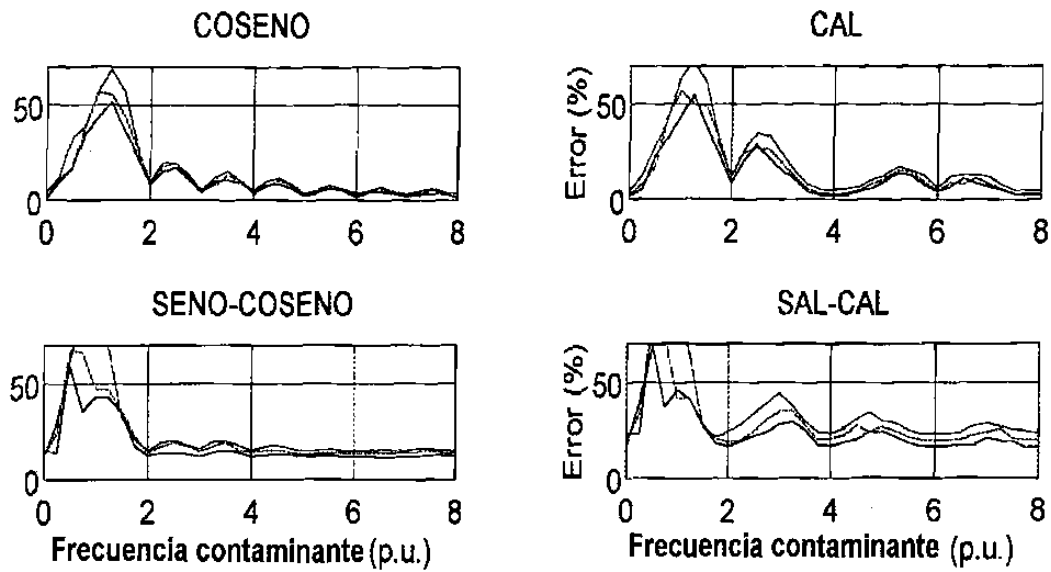 COSENO
50
0
0 2 4 6 8
CAL
Error (%)
50
0
0 2 4 6 8
SENO-COSENO
50
0
0 2 4 6 8
Frecuencia contaminante (p.u.)
SAL-CAL
Error (%)
50
0
0 2 4 6 8
Frecuencia contaminante (p.u.)